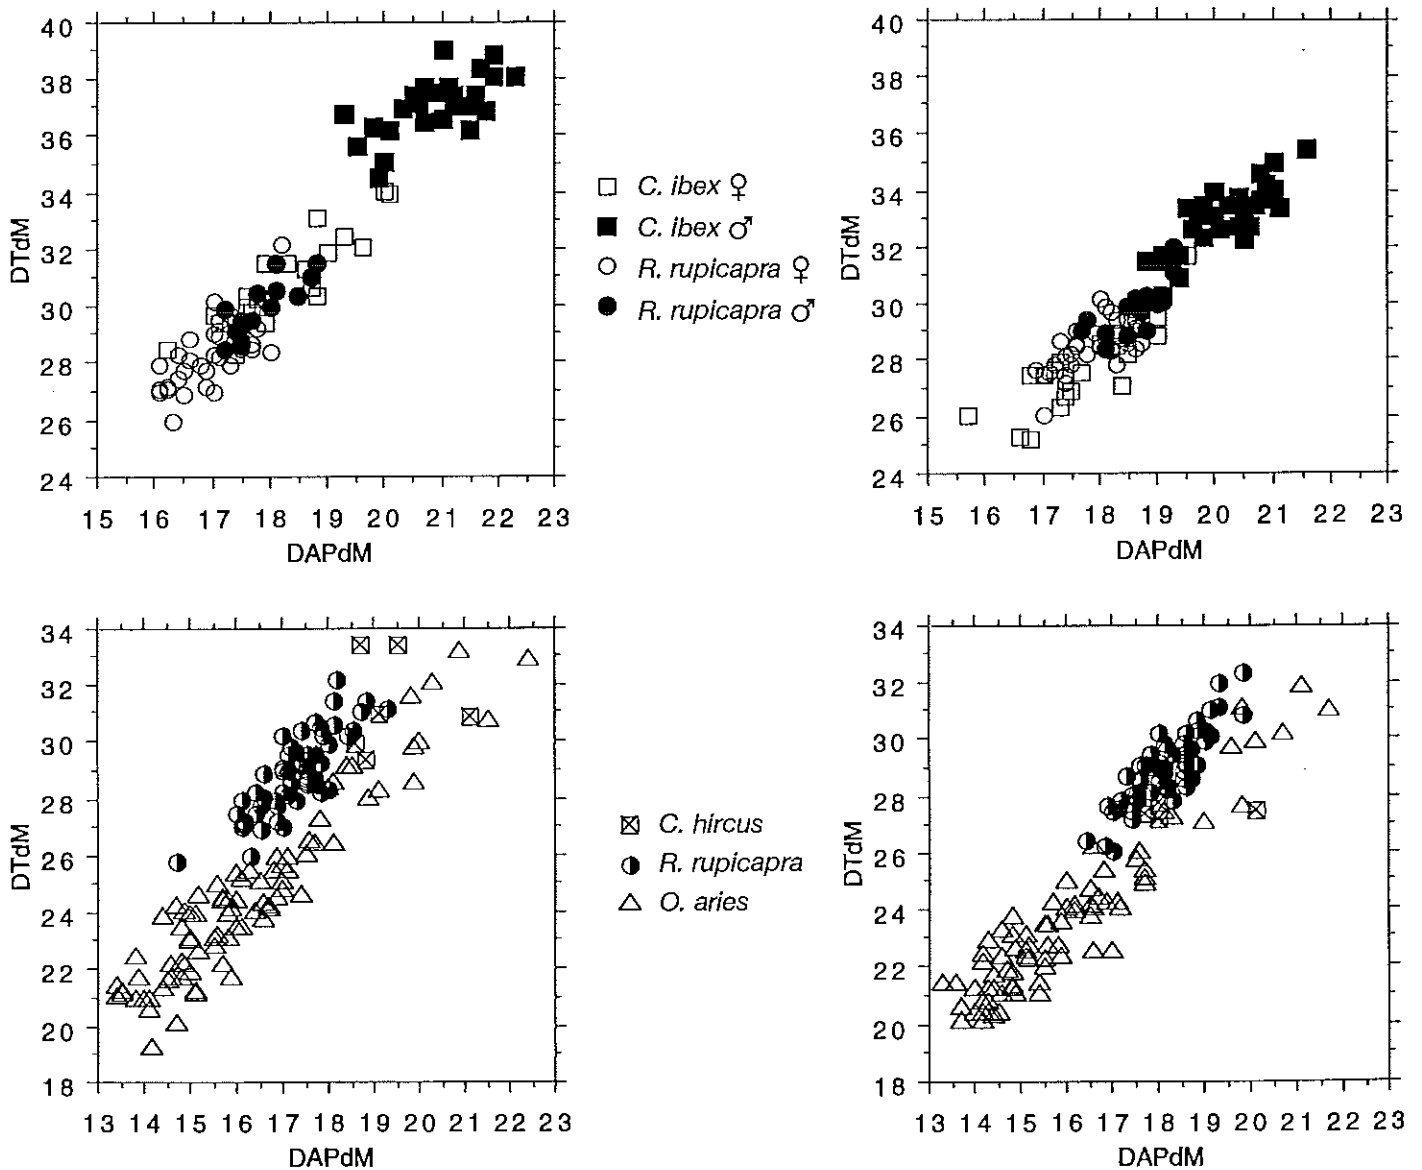 40
38
36
34
32
30
28
26
24
DTdM
15 16 17 18 19 20 21 22 23
DAPdM
C. ibex ♀
C. ibex ♂
R. rupicapra ♀
R. rupicapra ♂
40
38
36
34
32
30
28
26
24
DTdM
15 16 17 18 19 20 21 22 23
DAPdM
34
32
30
28
26
24
22
20
18
DTdM
13 14 15 16 17 18 19 20 21 22 23
DAPdM
C. hircus
R. rupicapra
O. aries
34
32
30
28
26
24
22
20
18
DTdM
13 14 15 16 17 18 19 20 21 22 23
DAPdM